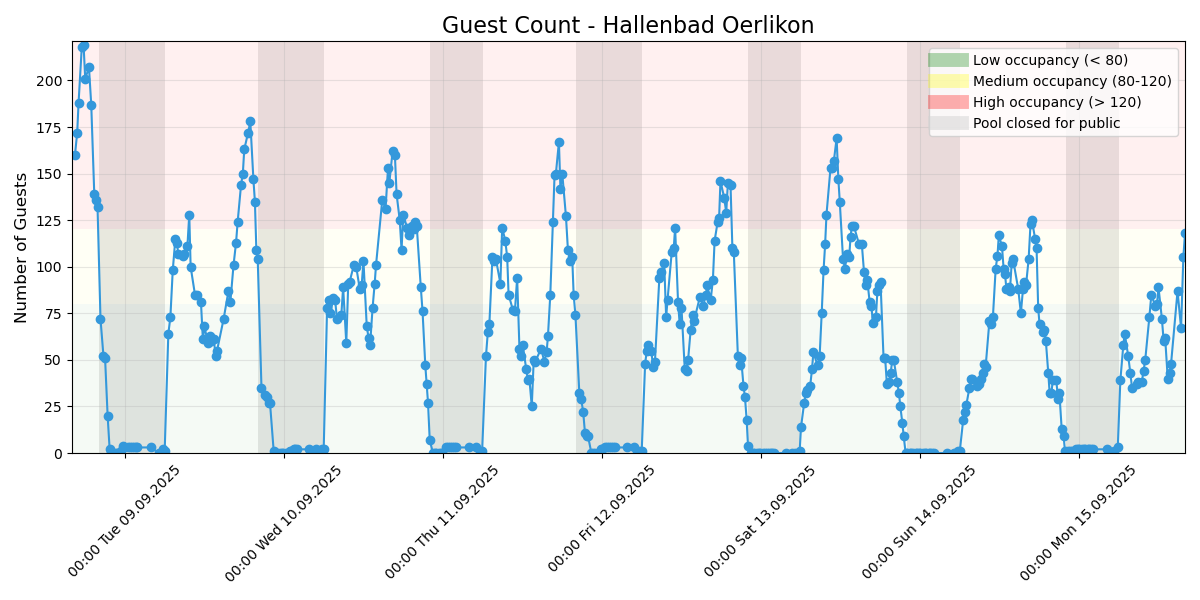 Guest Count - Hallenbad Oerlikon
Number of Guests
200
175
150
125
100
75
50
25
0
Low occupancy (< 80)
Medium occupancy (80-120)
High occupancy (> 120)
Pool closed for public
00:00 Tue 09.09.2025
00:00 Wed 10.09.2025
00:00 Thu 11.09.2025
00:00 Fri 12.09.2025
00:00 Sat 13.09.2025
00:00 Sun 14.09.2025
00:00 Mon 15.09.2025